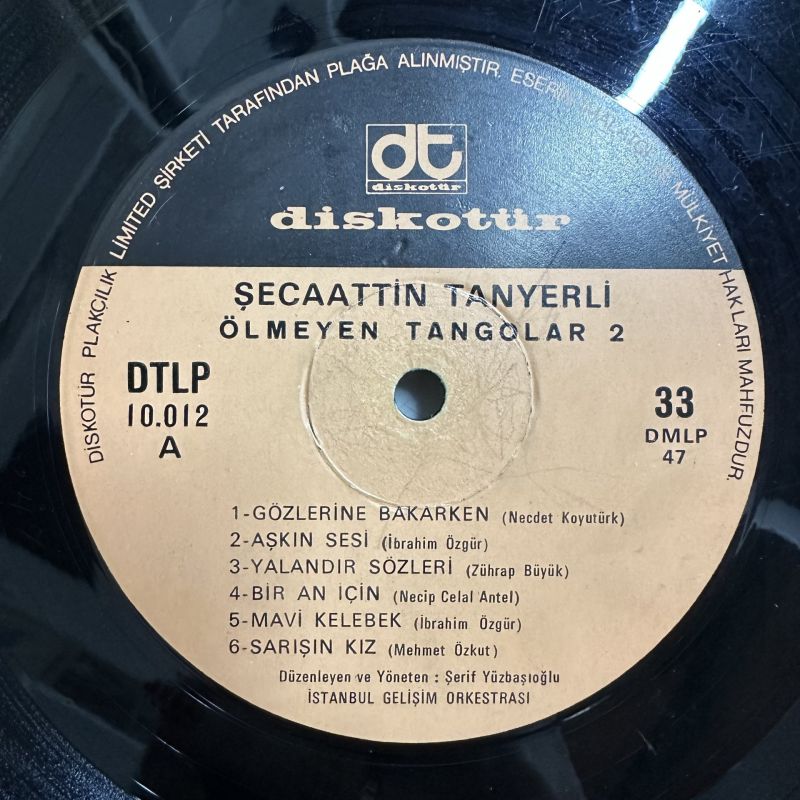 DİSKOTÜR PLAKÇILIK LİMİTED ŞİRKETİ TARAFINDAN PLAĞA ALINMIŞTIR. ESERİN MÜLKİYET HAKLARI MAHFUZDUR.
dt
diskotür
diskotür
ŞECAATTİN TANYERLİ
ÖLMEYEN TANGOLAR 2
DTLP
10.012
A
33
DMLP
47
1-GÖZLERİNE BAKARKEN (Necdet Koyutürk)
2-AŞKIN SESİ (İbrahim Özgür)
3-YALANDIR SÖZLERİ (Zührap Büyük)
4-BİR AN İÇİN (Necip Celal Antel)
5-MAVİ KELEBEK (İbrahim Özgür)
6-SARIŞIN KIZ (Mehmet Özkut)
Düzenleyen ve Yöneten : Şerif Yüzbaşıoğlu
İSTANBUL GELİŞİM ORKESTRASI